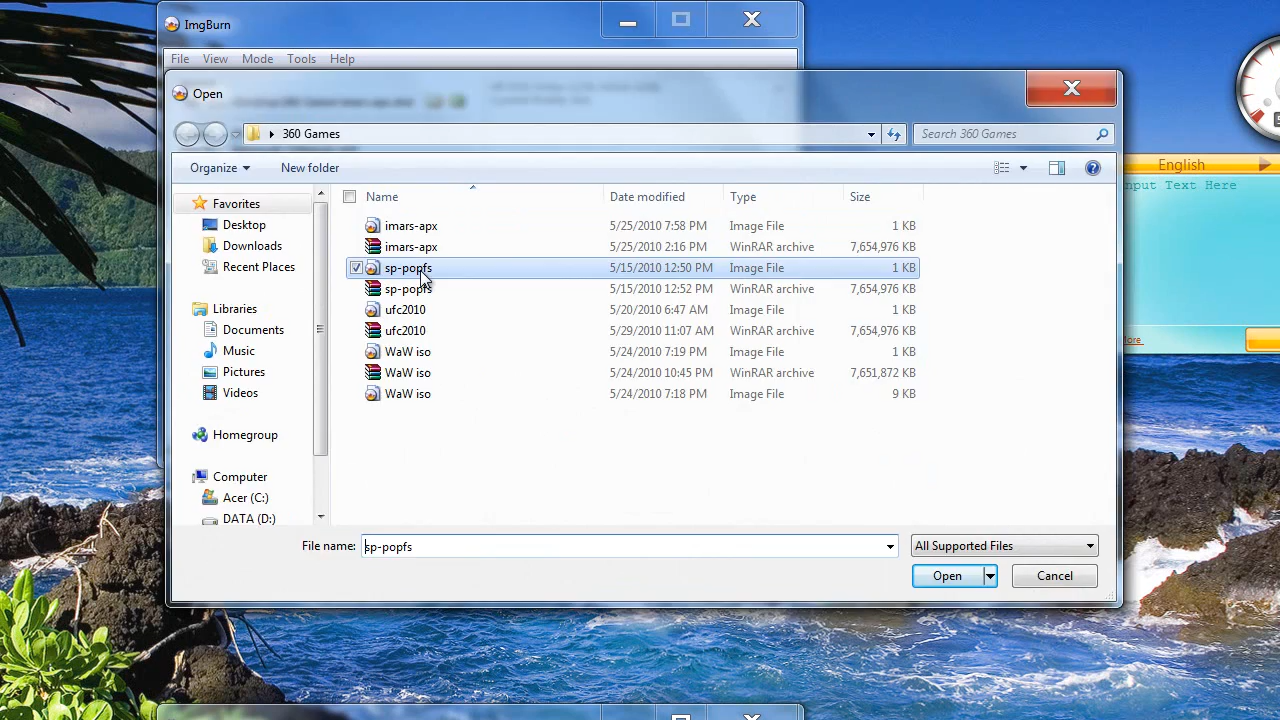 ImgBurn
File View Mode Tools Help
Open
360 Games
Search 360 Games
Organize New folder
English
Input Text Here
Favorites
Desktop
Downloads
Recent Places
Libraries
Documents
Music
Pictures
Videos
Homegroup
Computer
Acer (C:)
DATA (D:)
Name Date modified Type Size
imars-apx 5/25/2010 7:58 PM Image File 1 KB
imars-apx 5/25/2010 2:16 PM WinRAR archive 7,654,976 KB
sp-popfs 5/15/2010 12:50 PM Image File 1 KB
sp-popfs 5/15/2010 12:52 PM WinRAR archive 7,654,976 KB
ufc2010 5/20/2010 6:47 AM Image File 1 KB
ufc2010 5/29/2010 11:07 AM WinRAR archive 7,654,976 KB
WaW iso 5/24/2010 7:19 PM Image File 1 KB
WaW iso 5/24/2010 10:45 PM WinRAR archive 7,651,872 KB
WaW iso 5/24/2010 7:18 PM Image File 9 KB
More
File name: sp-popfs
All Supported Files
Open Cancel